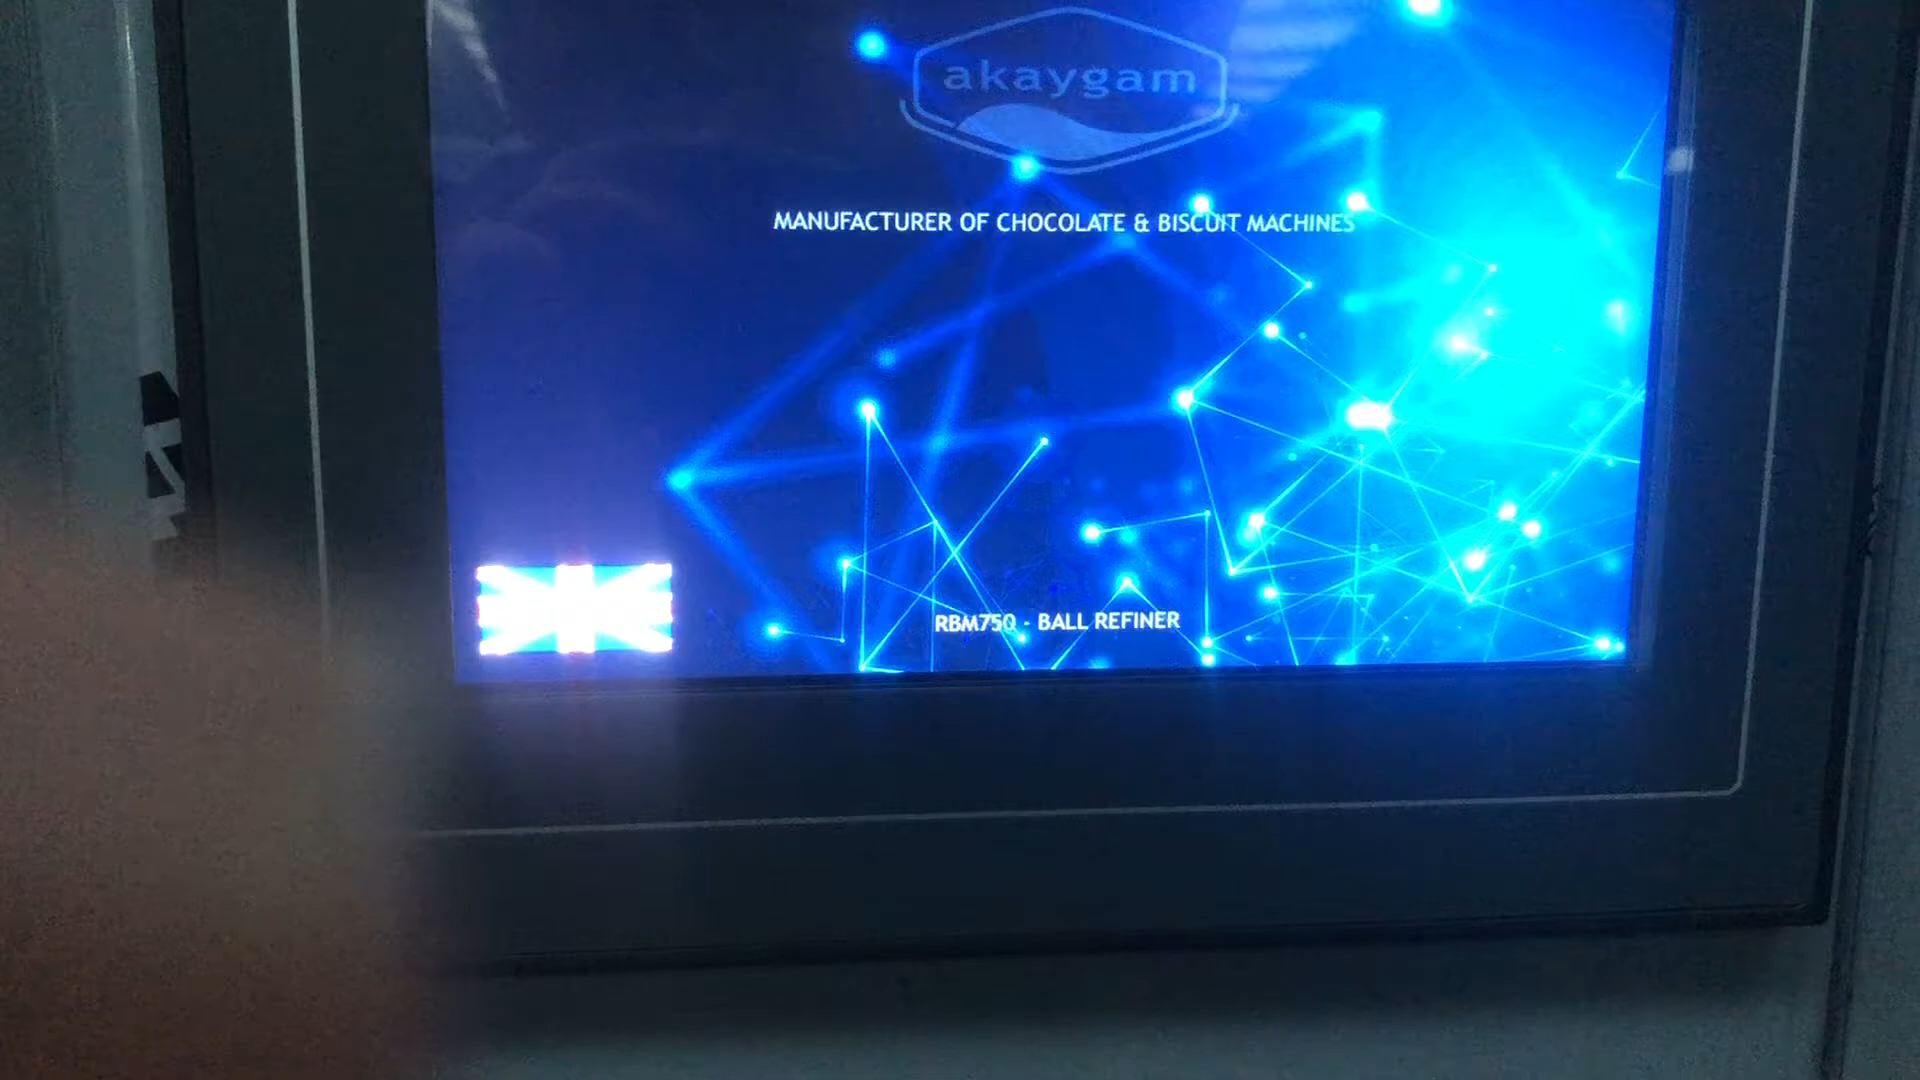 akaygam
MANUFACTURER OF CHOCOLATE & BISCUIT MACHINES
RBM750 - BALL REFINER